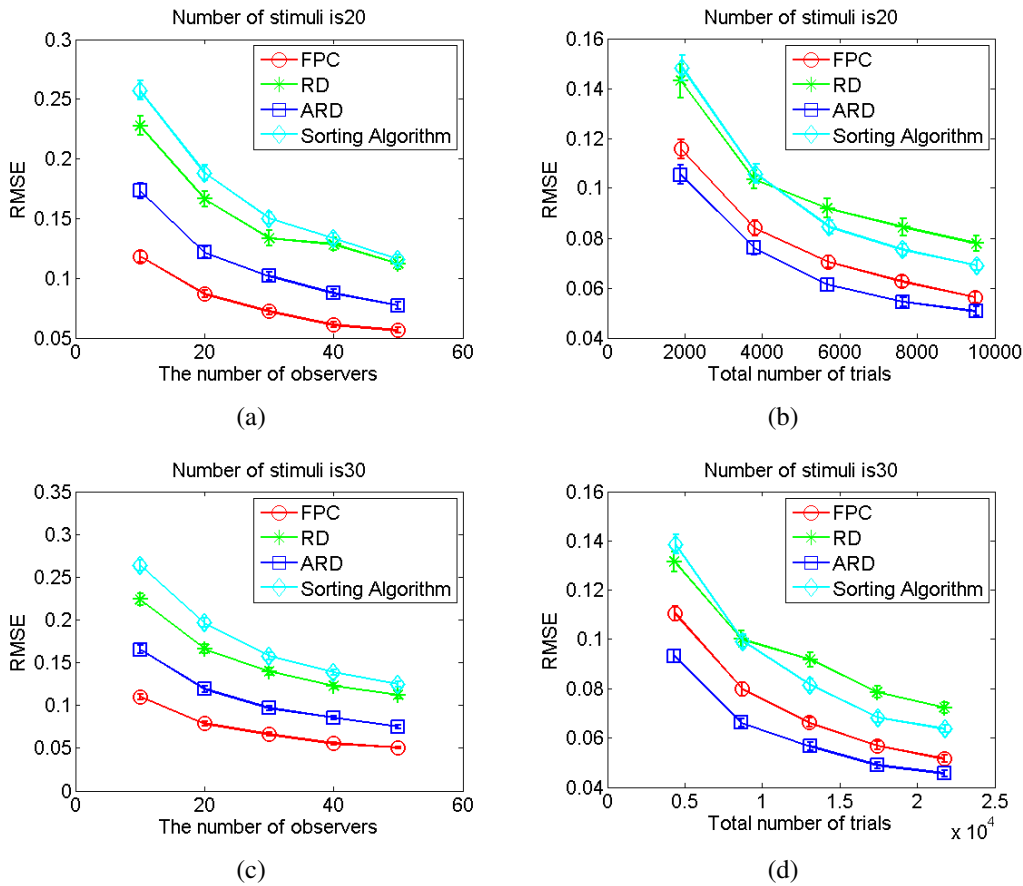 Number of stimuli is20
RMSE
0.3
0.25
0.2
0.15
0.1
0.05
0
20
40
60
The number of observers
FPC
RD
ARD
Sorting Algorithm
(a)
Number of stimuli is20
RMSE
0.16
0.14
0.12
0.1
0.08
0.06
0.04
0
2000
4000
6000
8000
10000
Total number of trials
FPC
RD
ARD
Sorting Algorithm
(b)
Number of stimuli is30
RMSE
0.35
0.3
0.25
0.2
0.15
0.1
0.05
0
0
20
40
60
The number of observers
FPC
RD
ARD
Sorting Algorithm
(c)
Number of stimuli is30
RMSE
0.16
0.14
0.12
0.1
0.08
0.06
0.04
0
0.5
1
1.5
2
2.5
x 10⁴
Total number of trials
FPC
RD
ARD
Sorting Algorithm
(d)